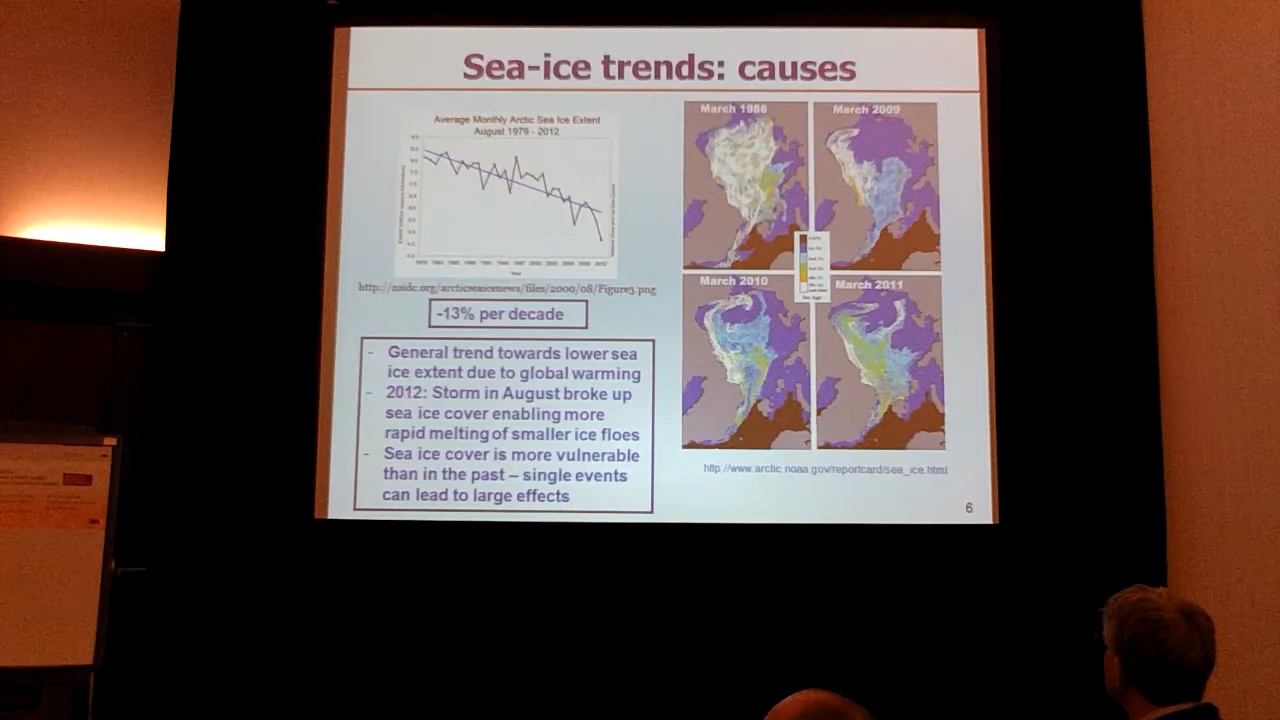 Sea-ice trends: causes
Average Monthly Arctic Sea Ice Extent
August 1979 - 2012
Year
http://nsidc.org/arcticseaicenews/files/2000/08/Figure3.png
-13% per decade
- General trend towards lower sea
ice extent due to global warming
- 2012: Storm in August broke up
sea ice cover enabling more
rapid melting of smaller ice floes
- Sea ice cover is more vulnerable
than in the past – single events
can lead to large effects
March 1988
March 2009
March 2010
March 2011
http://www.arctic.noaa.gov/reportcard/sea_ice.html
6